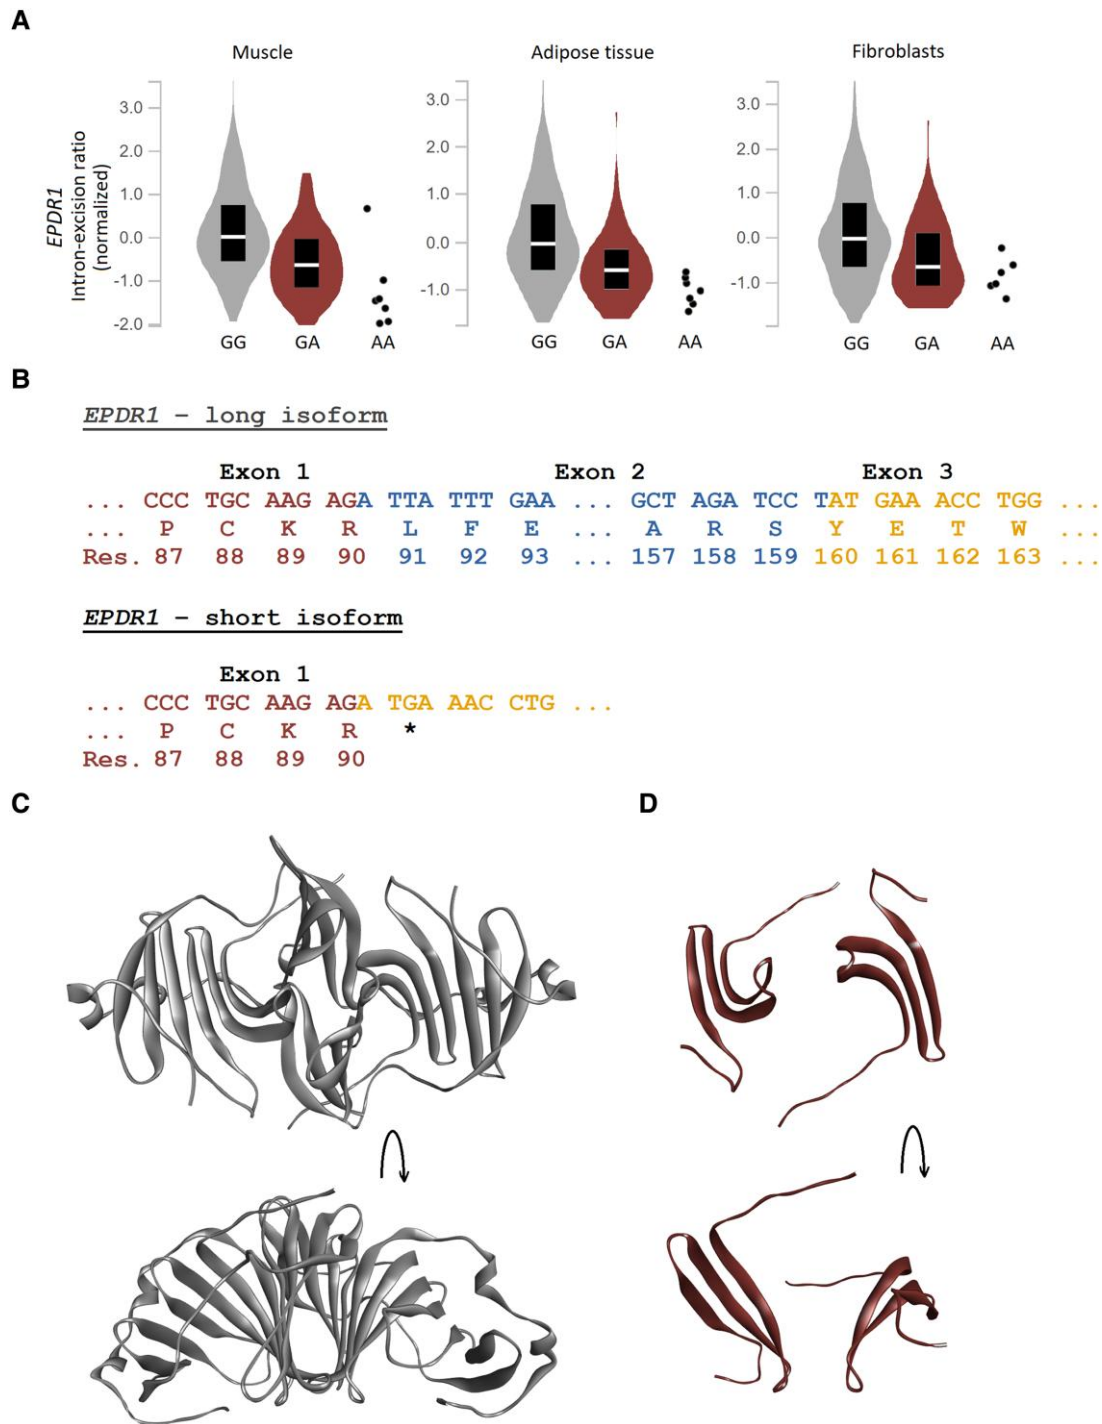 A
Muscle
Adipose tissue
Fibroblasts
EPDR1
Intron-excision ratio
(normalized)
3.0
2.0
1.0
0.0
-1.0
-2.0
3.0
2.0
1.0
0.0
-1.0
3.0
2.0
1.0
0.0
-1.0
GG GA AA
GG GA AA
GG GA AA
B
EPDR1 – long isoform
Exon 1 Exon 2 Exon 3
... CCC TGC AAG AGA TTA TTT GAA ... GCT AGA TCC TAT GAA ACC TGG ...
... P C K R L F E ... A R S Y E T W ...
Res. 87 88 89 90 91 92 93 ... 157 158 159 160 161 162 163 ...
EPDR1 – short isoform
Exon 1
... CCC TGC AAG AGA TGA AAC CTG ...
... P C K R *
Res. 87 88 89 90
C
D